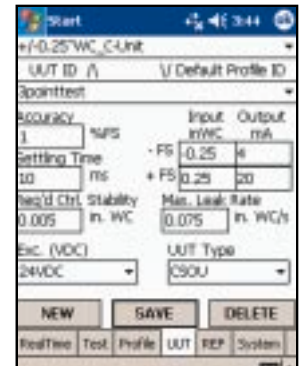 Start 3:44
+/-0.25"WC_C-Unit
UUT ID /\ \/ Default Profile ID
3pointtest
Accuracy Input Output
1 %FS inWC mA
Settling Time - FS -0.25 4
10 ms + FS 0.25 20
Req'd Ctrl. Stability Max. Leak Rate
0.005 in. WC 0.075 in. WC/s
Exc. (VDC) UUT Type
24VDC CSOU
NEW SAVE DELETE
RealTime Test Profile UUT REF System